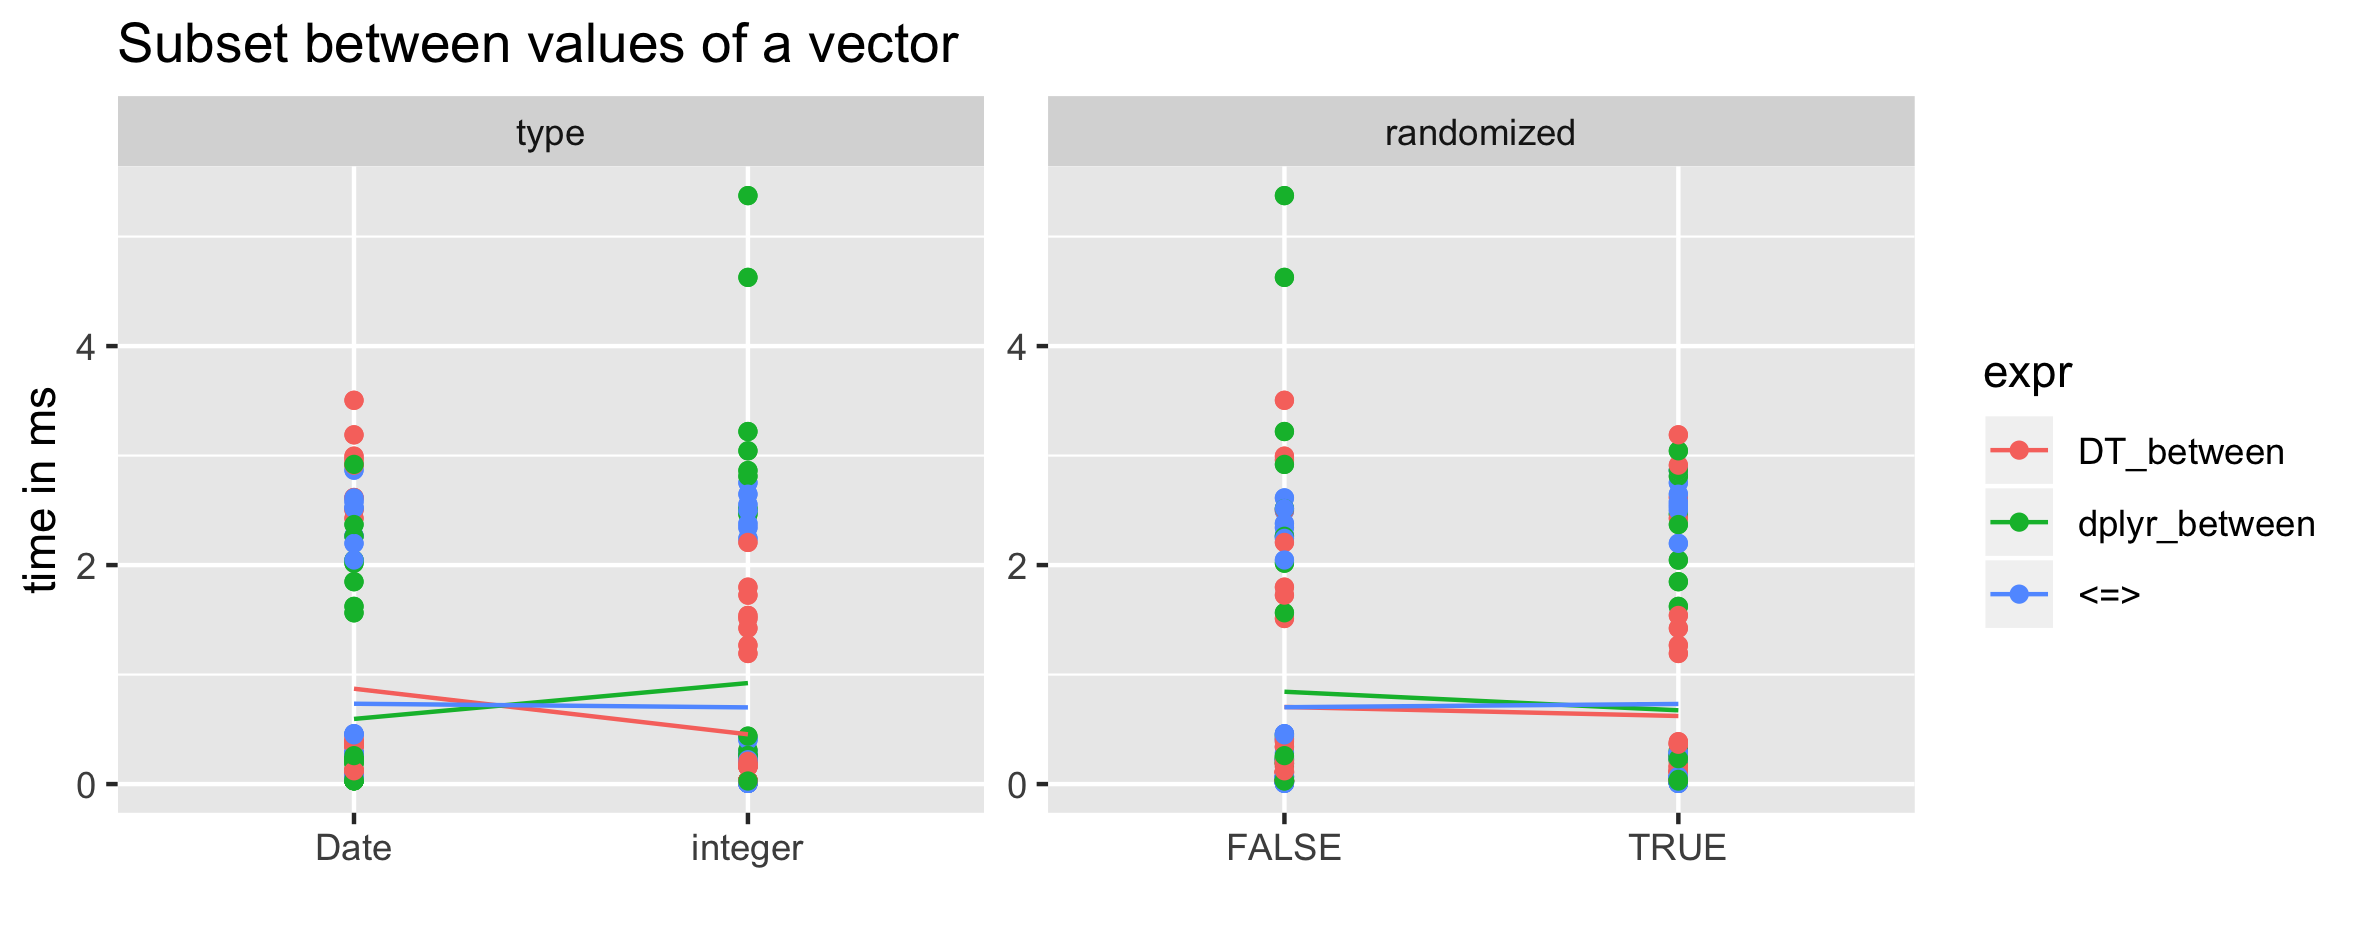 Subset between values of a vector
type
randomized
time in ms
4
2
0
4
2
0
Date
integer
FALSE
TRUE
expr
DT_between
dplyr_between
<=>